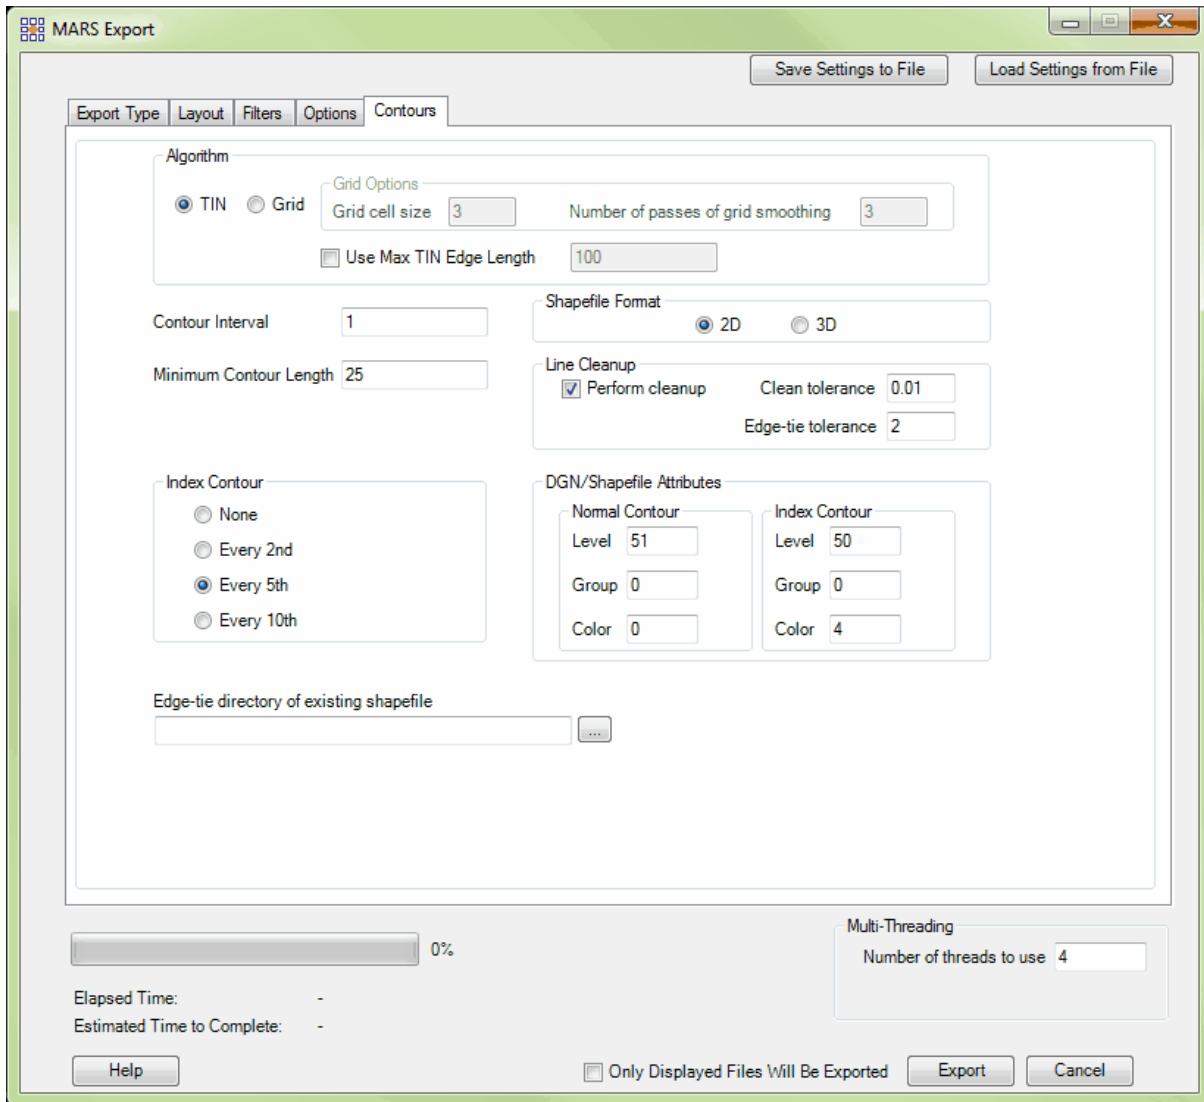 MARS Export
Save Settings to File Load Settings from File
Export Type Layout Filters Options Contours
Algorithm
TIN Grid
Grid Options
Grid cell size 3 Number of passes of grid smoothing 3
Use Max TIN Edge Length 100
Contour Interval 1
Minimum Contour Length 25
Shapefile Format
2D 3D
Line Cleanup
Perform cleanup Clean tolerance 0.01
Edge-tie tolerance 2
Index Contour
None
Every 2nd
Every 5th
Every 10th
DGN/Shapefile Attributes
Normal Contour
Level 51
Group 0
Color 0
Index Contour
Level 50
Group 0
Color 4
Edge-tie directory of existing shapefile
...
0%
Elapsed Time: -
Estimated Time to Complete: -
Multi-Threading
Number of threads to use 4
Help Only Displayed Files Will Be Exported Export Cancel